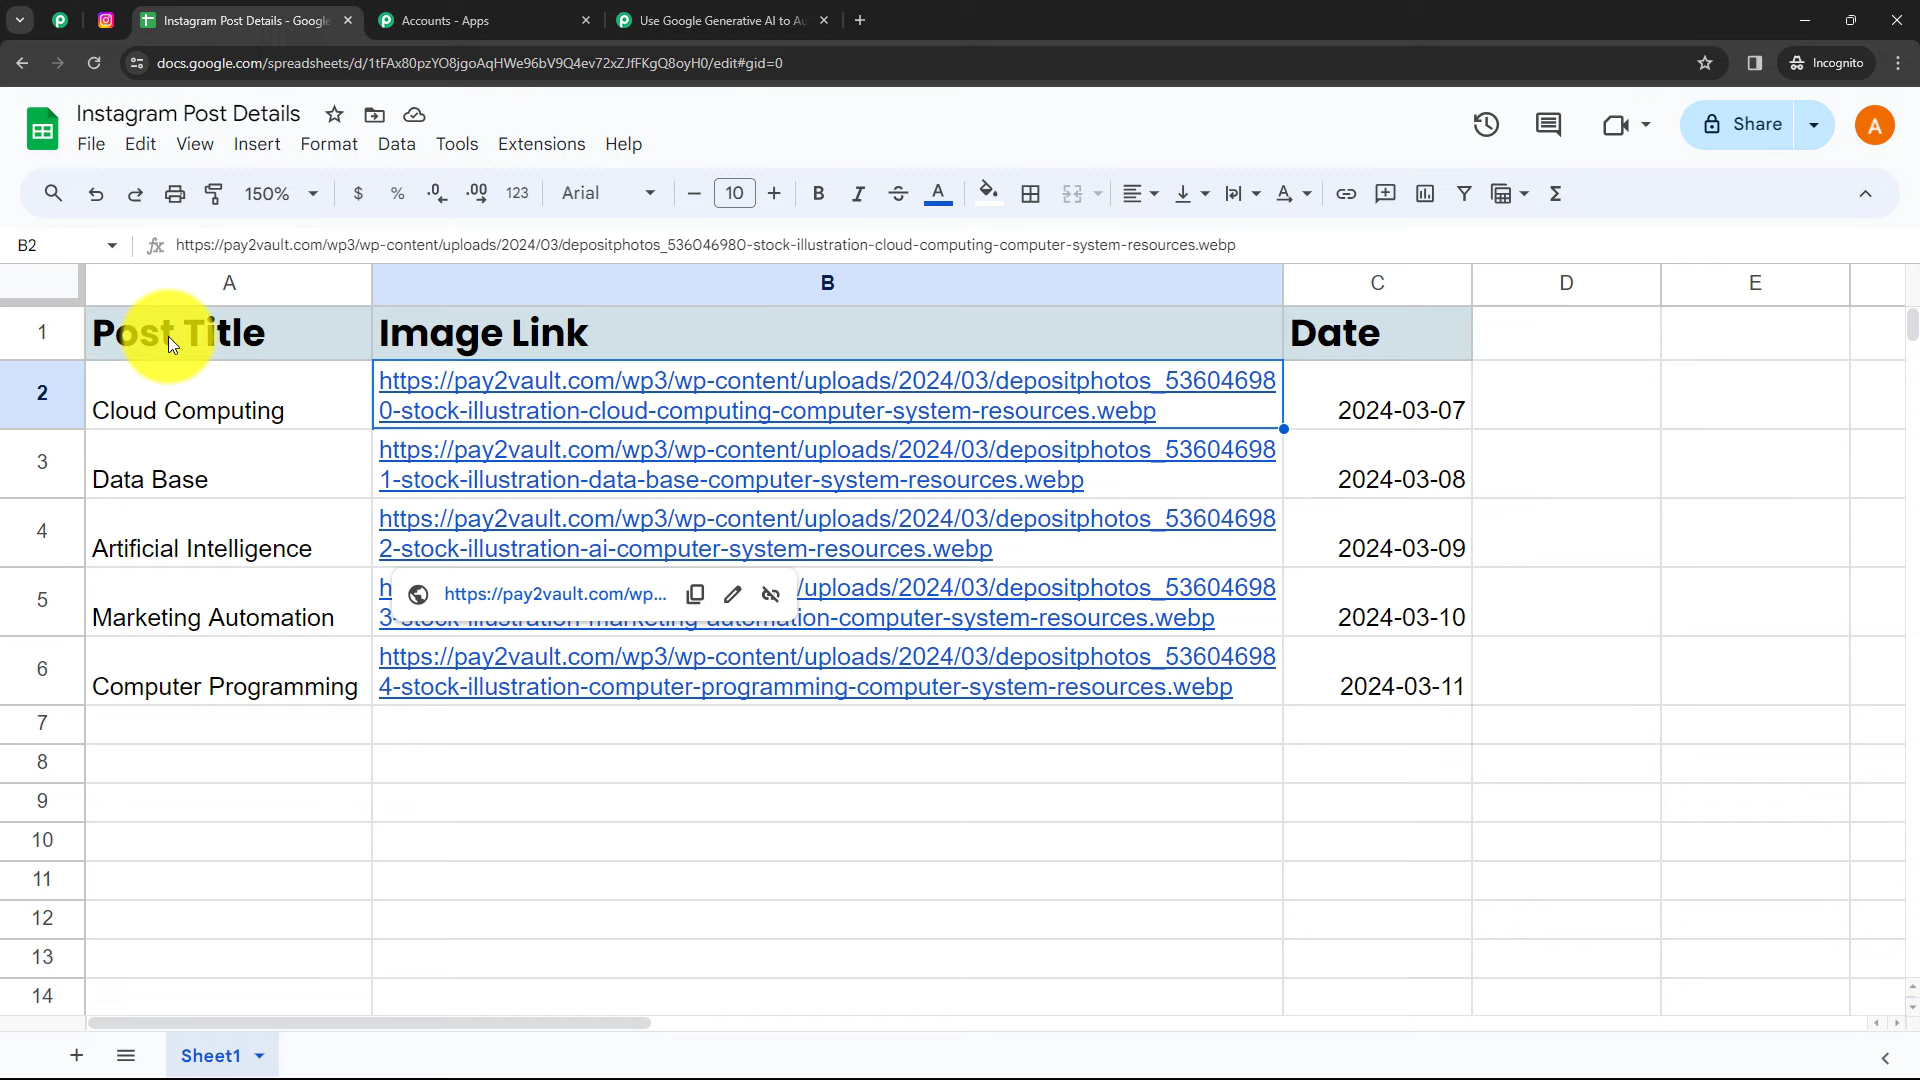 Instagram Post Details - Google
Accounts - Apps
Use Google Generative AI to Au
docs.google.com/spreadsheets/d/1tFAx80pzYO8jgoAqHWe96bV9Q4ev72xZJfFKgQ8oyH0/edit#gid=0
Incognito
Instagram Post Details
File Edit View Insert Format Data Tools Extensions Help
Share
A
150% $ % .0 .00 123 Arial 10 B I A Σ
B2
fx https://pay2vault.com/wp3/wp-content/uploads/2024/03/depositphotos_536046980-stock-illustration-cloud-computing-computer-system-resources.webp
A B C D E
1 Post Title Image Link Date
2 Cloud Computing https://pay2vault.com/wp3/wp-content/uploads/2024/03/depositphotos_53604698
0-stock-illustration-cloud-computing-computer-system-resources.webp 2024-03-07
3 Data Base https://pay2vault.com/wp3/wp-content/uploads/2024/03/depositphotos_53604698
1-stock-illustration-data-base-computer-system-resources.webp 2024-03-08
4 Artificial Intelligence https://pay2vault.com/wp3/wp-content/uploads/2024/03/depositphotos_53604698
2-stock-illustration-ai-computer-system-resources.webp 2024-03-09
https://pay2vault.com/wp...
5 Marketing Automation h /uploads/2024/03/depositphotos_53604698
3-stock-illustration-marketing-automation-computer-system-resources.webp 2024-03-10
6 Computer Programming https://pay2vault.com/wp3/wp-content/uploads/2024/03/depositphotos_53604698
4-stock-illustration-computer-programming-computer-system-resources.webp 2024-03-11
7
8
9
10
11
12
13
14
Sheet1